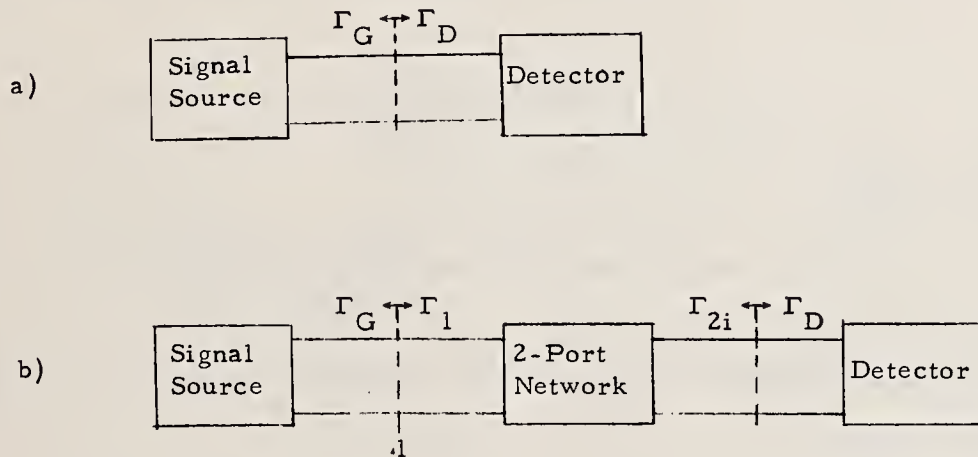 Γ_G ↔ Γ_D
a)
Signal
Source
Detector
Γ_G ↔ Γ_1
Γ_2i ↔ Γ_D
b)
Signal
Source
2-Port
Network
Detector
1